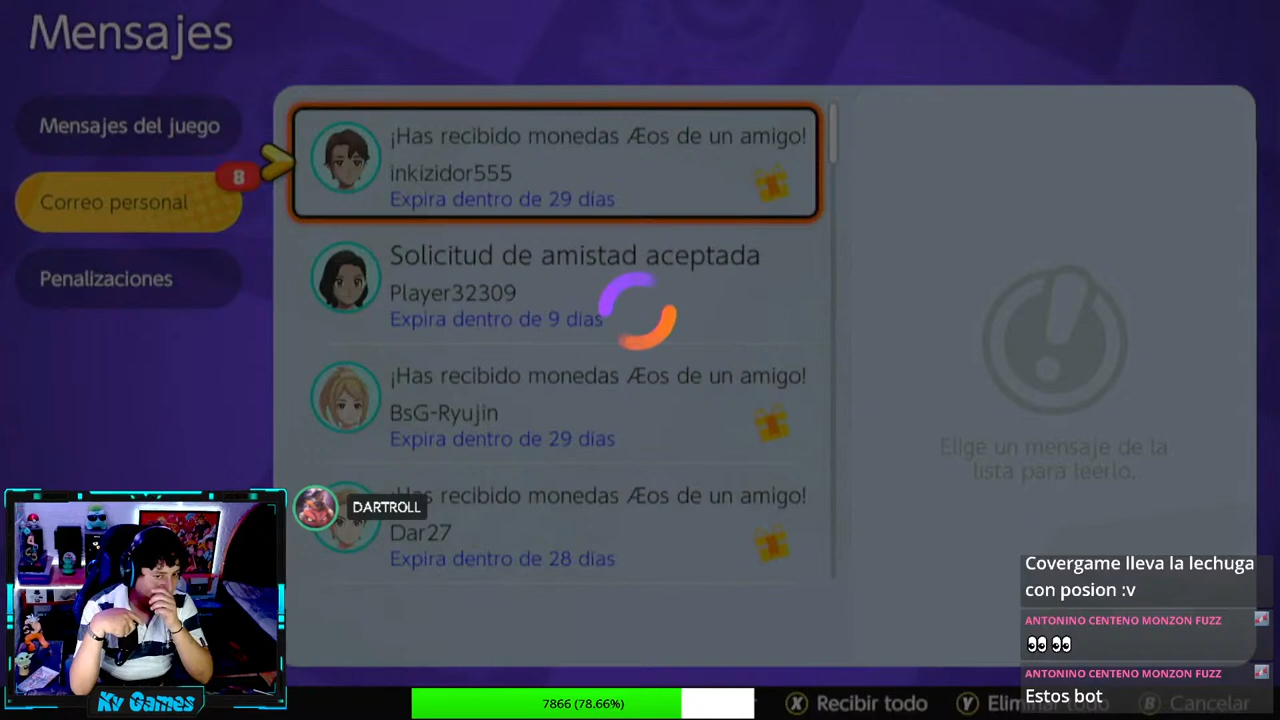 Mensajes
Mensajes del juego
8
Correo personal
Penalizaciones
¡Has recibido monedas Æos de un amigo!
inkizidor555
Expira dentro de 29 días
Solicitud de amistad aceptada
Player32309
Expira dentro de 9 días
¡Has recibido monedas Æos de un amigo!
BsG-Ryujin
Expira dentro de 29 días
DARTROLL
Has recibido monedas Æos de un amigo!
Dar27
Expira dentro de 28 días
Elige un mensaje de la
lista para leerlo.
Covergame lleva la lechuga
con posion :v
ANTONINO CENTENO MONZON FUZZ
👀 👀
ANTONINO CENTENO MONZON FUZZ
Estos bot
Kv Games
7866 (78.66%)
X Recibir todo
Y Eliminar todo
B Cancelar